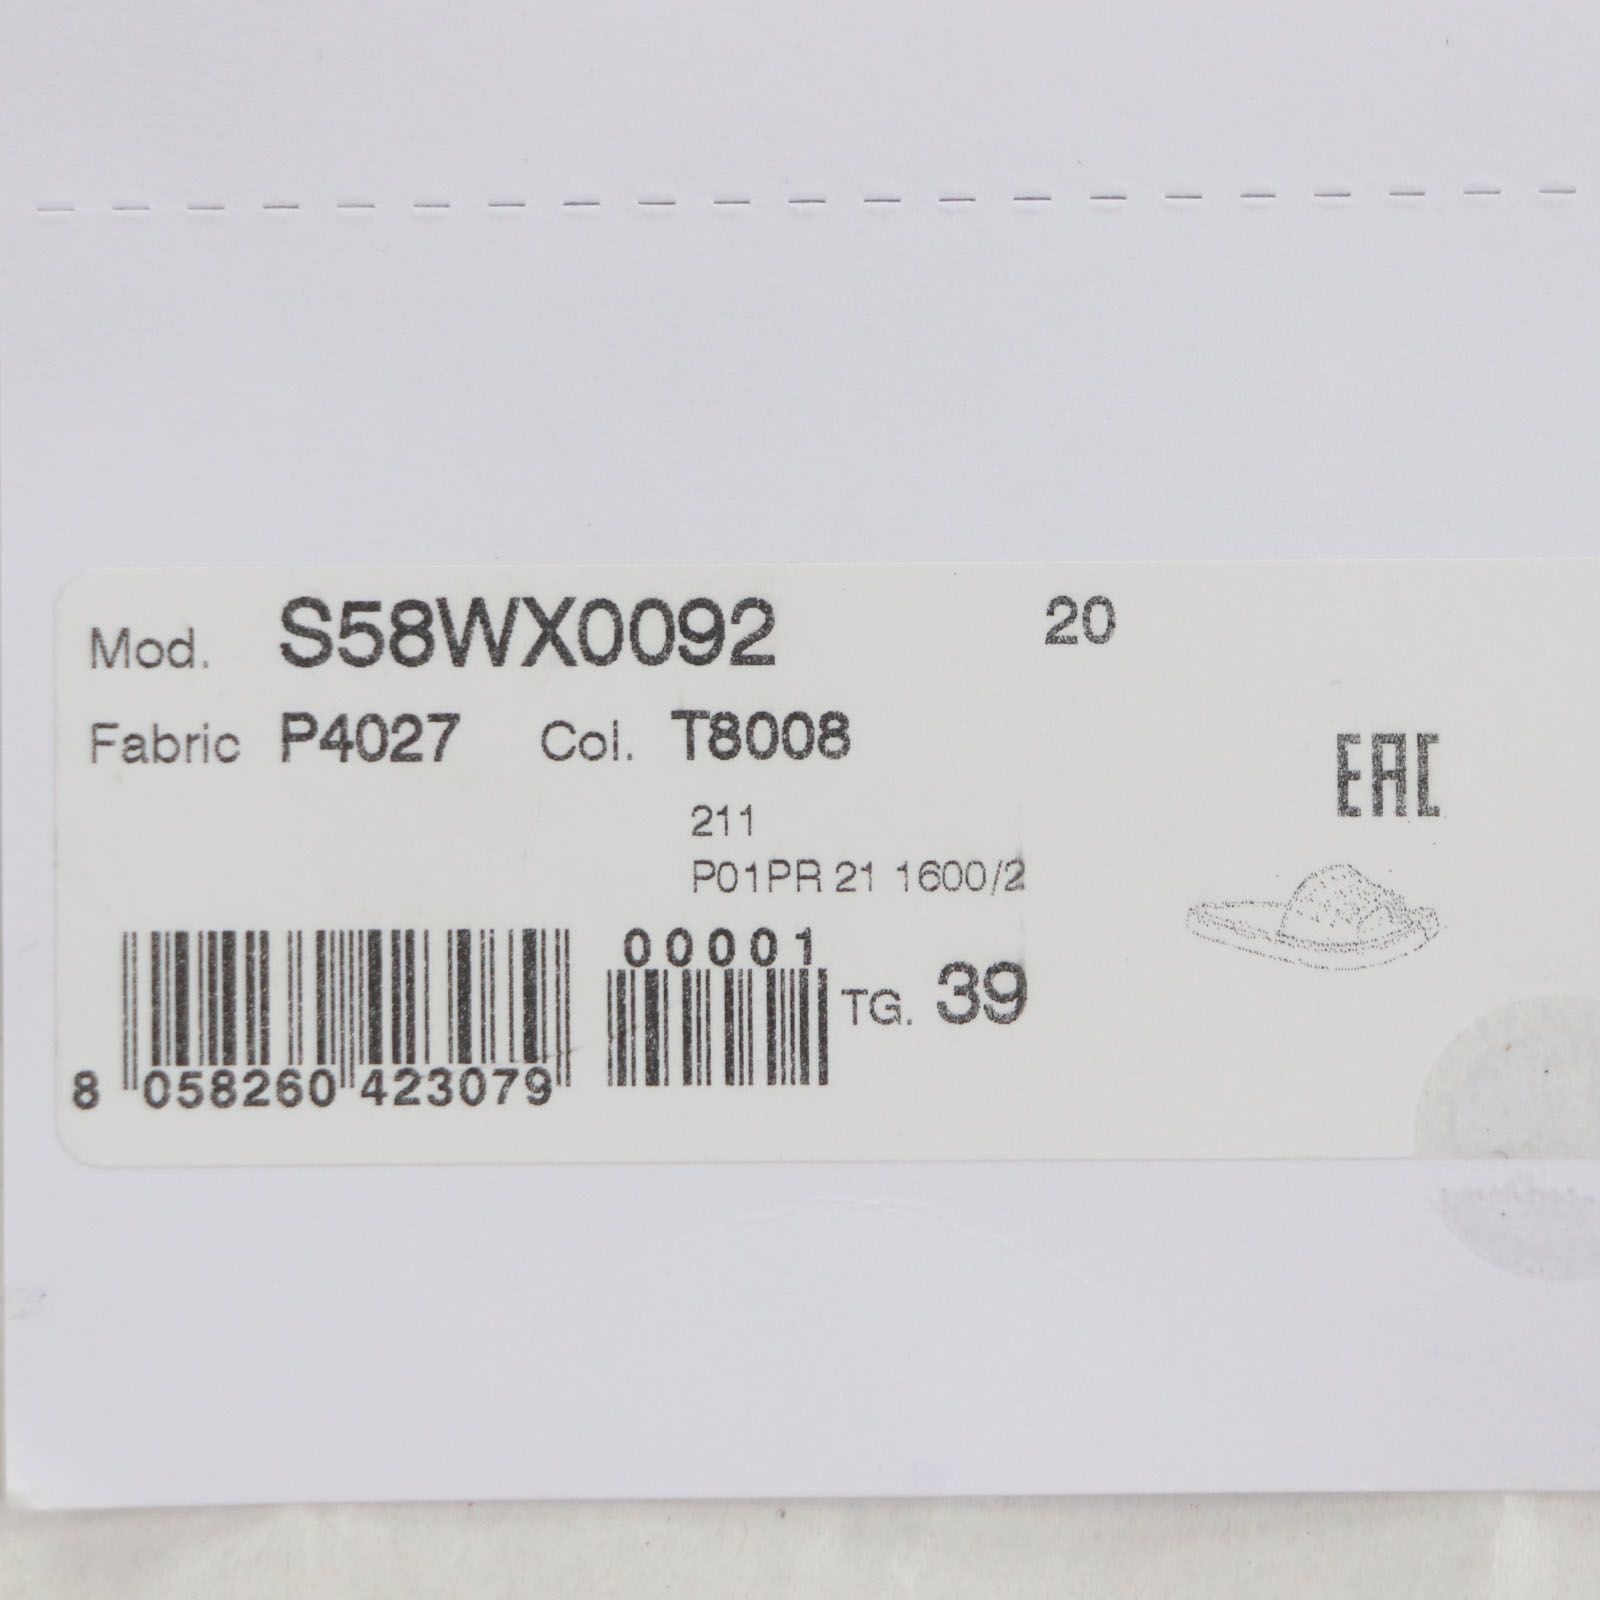 Mod. S58WX0092 20
Fabric P4027 Col. T8008
EAC
211
P01PR 21 1600/2
00001
TG. 39
8 058260 423079